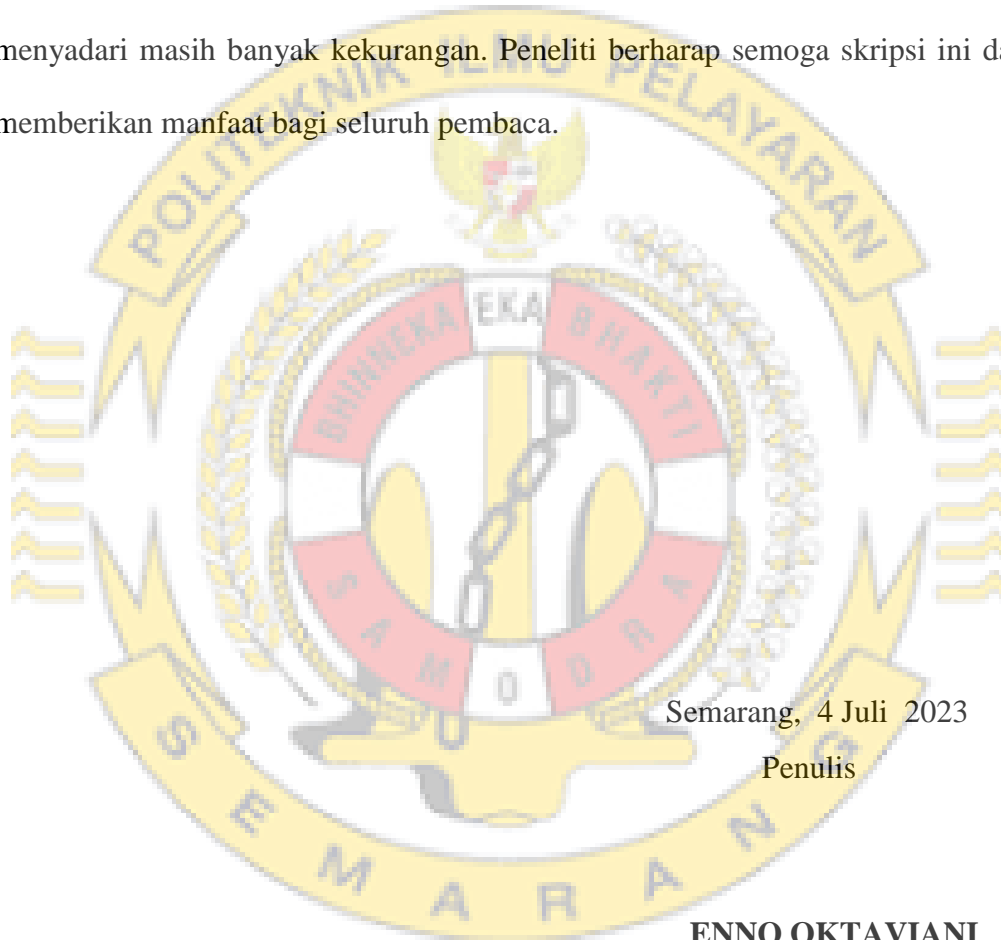 menyadari masih banyak kekurangan. Peneliti berharap semoga skripsi ini
memberikan manfaat bagi seluruh pembaca.
POLITEKNIK ILMU PELAYARAN
BHINNEKA EKA BHAKTI
SAMODRA
Semarang, 4 Juli 2023
Penulis
SEMARANG
ENNO OKTAVIANI